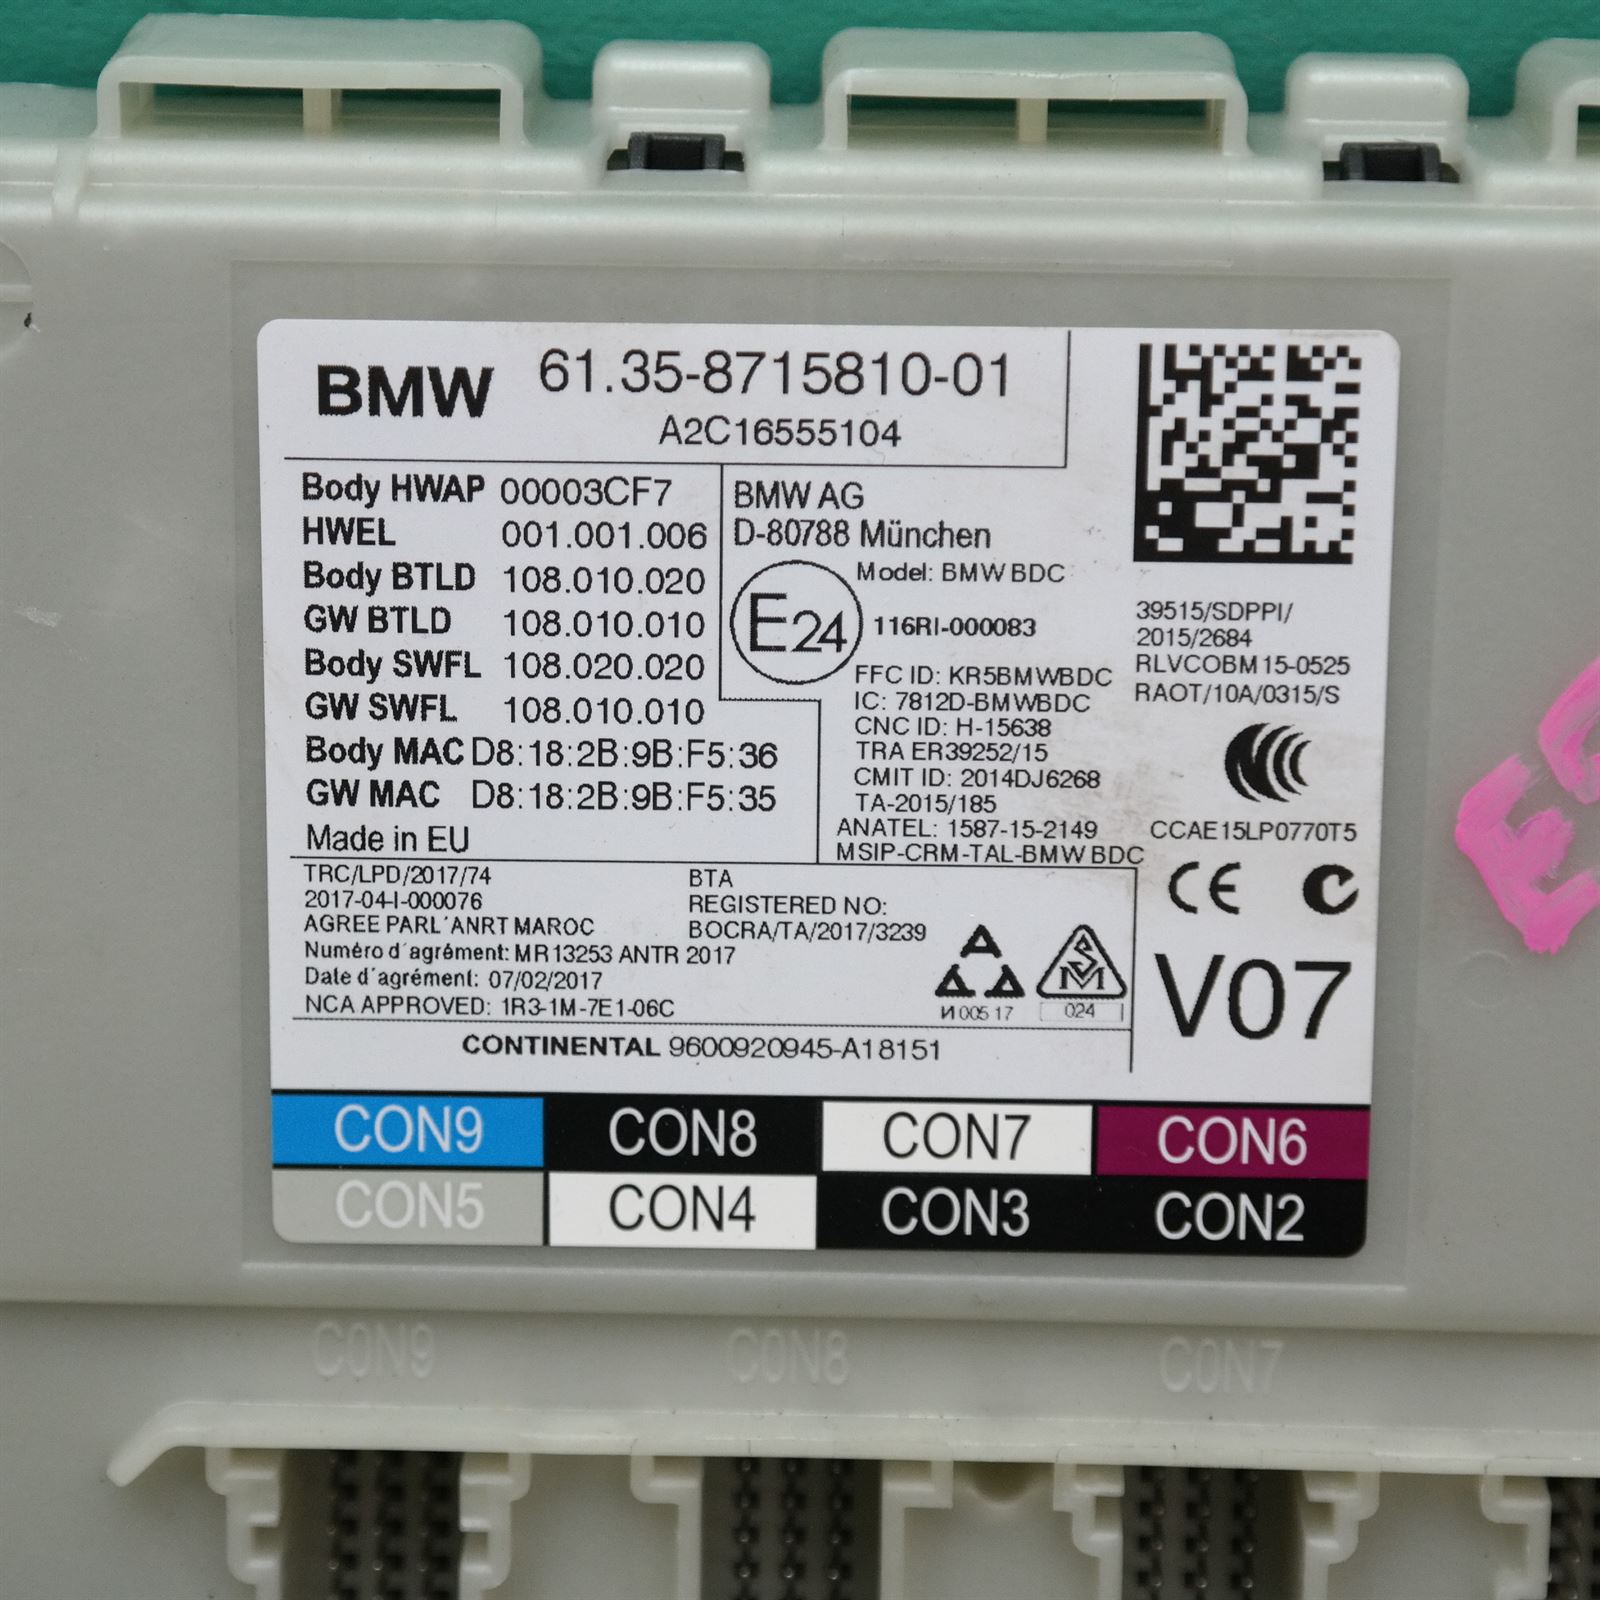 BMW 61.35-8715810-01
A2C16555104
Body HWAP 00003CF7
HWEL 001.001.006
Body BTLD 108.010.020
GW BTLD 108.010.010
Body SWFL 108.020.020
GW SWFL 108.010.010
Body MAC D8:18:2B:9B:F5:36
GW MAC D8:18:2B:9B:F5:35
Made in EU
BMW AG
D-80788 München
Model: BMW BDC
E24
116RI-000083
FFC ID: KR5BMWBDC
IC: 7812D-BMWBDC
CNC ID: H-15638
TRA ER39252/15
CMIT ID: 2014DJ6268
TA-2015/185
ANATEL: 1587-15-2149
MSIP-CRM-TAL-BMW BDC
39515/SDPPI/
2015/2684
RLVCOBM15-0525
RAOT/10A/0315/S
CCAE15LP0770T5
CE
V07
TRC/LPD/2017/74
2017-04-I-000076
AGREE PARL'ANRT MAROC
Numéro d'agrément: MR 13253 ANTR 2017
Date d'agrément: 07/02/2017
NCA APPROVED: 1R3-1M-7E1-06C
BTA
REGISTERED NO:
BOCRA/TA/2017/3239
И 005 17
SM
024
CONTINENTAL 9600920945-A18151
CON9 CON8 CON7 CON6
CON5 CON4 CON3 CON2
CON9 CON8 CON7